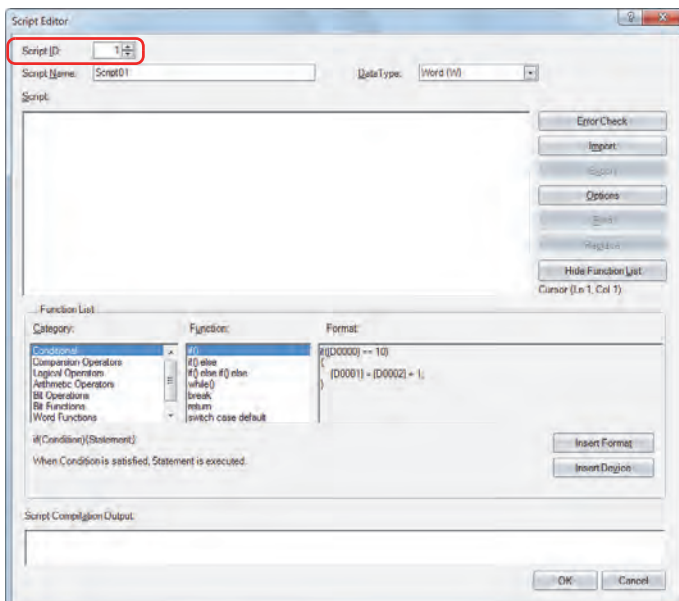 Script Editor
Script ID: 1
Script Name: Script01 Data Type: Word (W)
Script:
Error Check
Import
Export
Options
Find
Replace
Hide Function List
Cursor (Ln 1, Col 1)
Function List
Category: Function: Format:
Conditional
Comparison Operators
Logical Operators
Arithmetic Operators
Bit Operations
Bit Functions
Word Functions
if()
if() else
if() else if() else
while()
break
return
switch case default
if([D0000] == 10)
{
[D0001] = [D0002] + 1;
}
if(Condition){Statement;}
When Condition is satisfied, Statement is executed.
Insert Format
Insert Device
Script Compilation Output:
OK Cancel